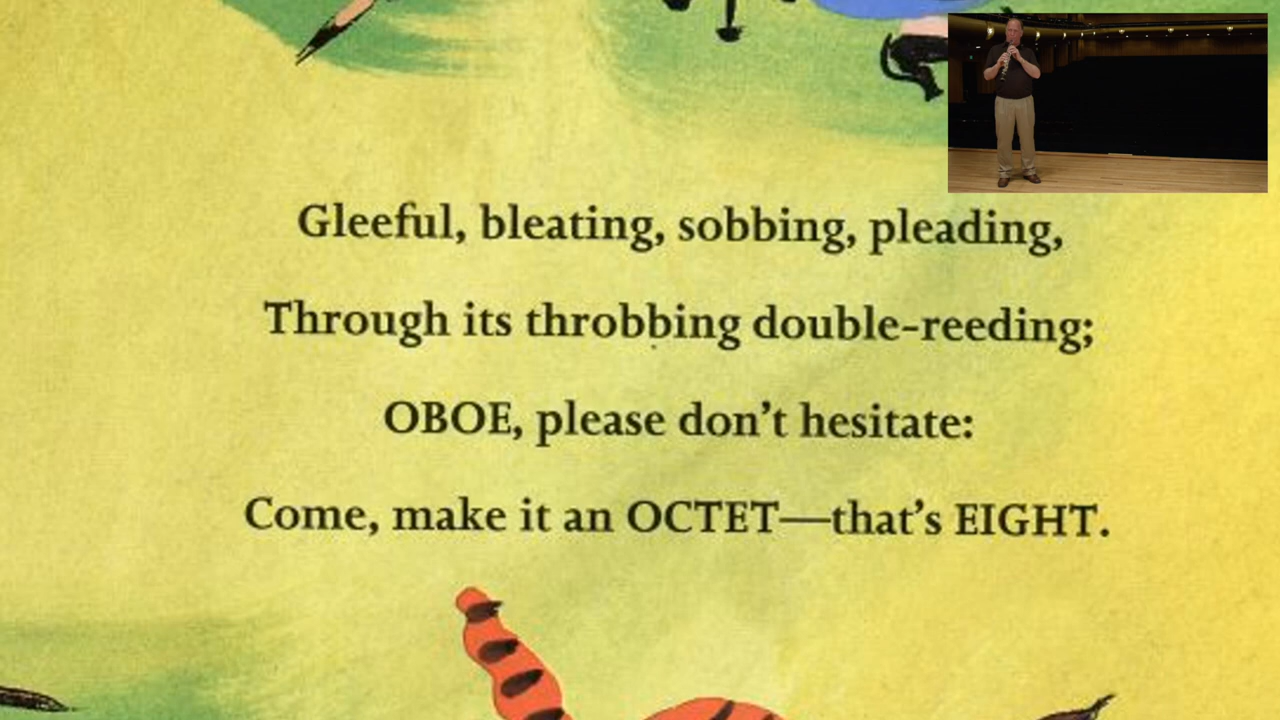 Gleeful, bleating, sobbing, pleading,
Through its throbbing double-reeding;
OBOE, please don't hesitate:
Come, make it an OCTET—that's EIGHT.